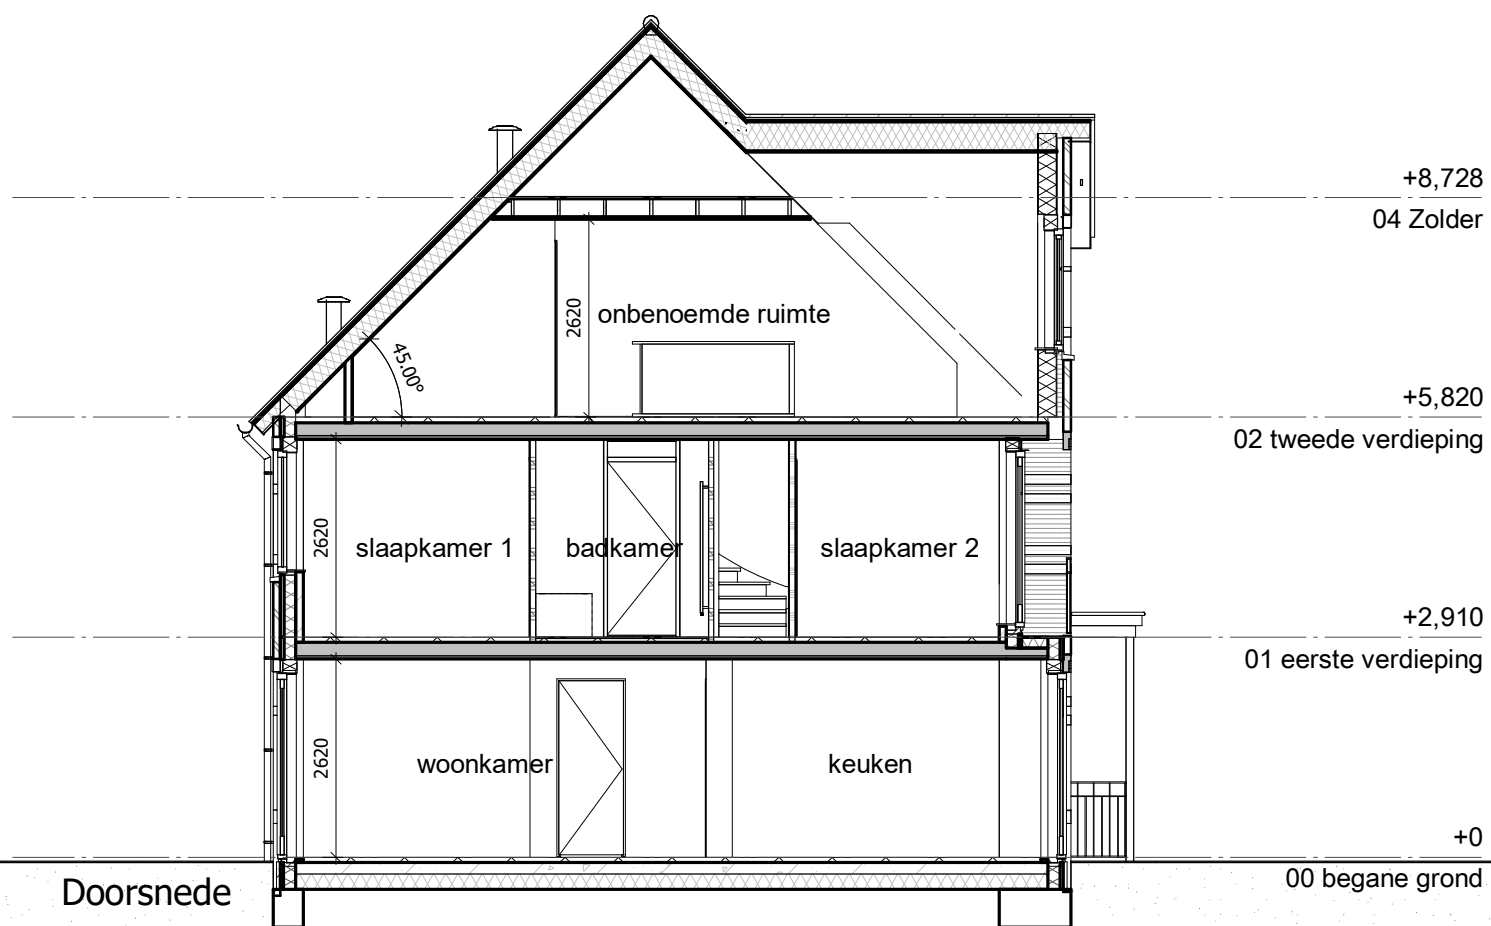 +8,728
04 Zolder
2620
onbenoemde ruimte
45.00°
+5,820
02 tweede verdieping
2620
slaapkamer 1
badkamer
slaapkamer 2
+2,910
01 eerste verdieping
2620
woonkamer
keuken
+0
00 begane grond
Doorsnede